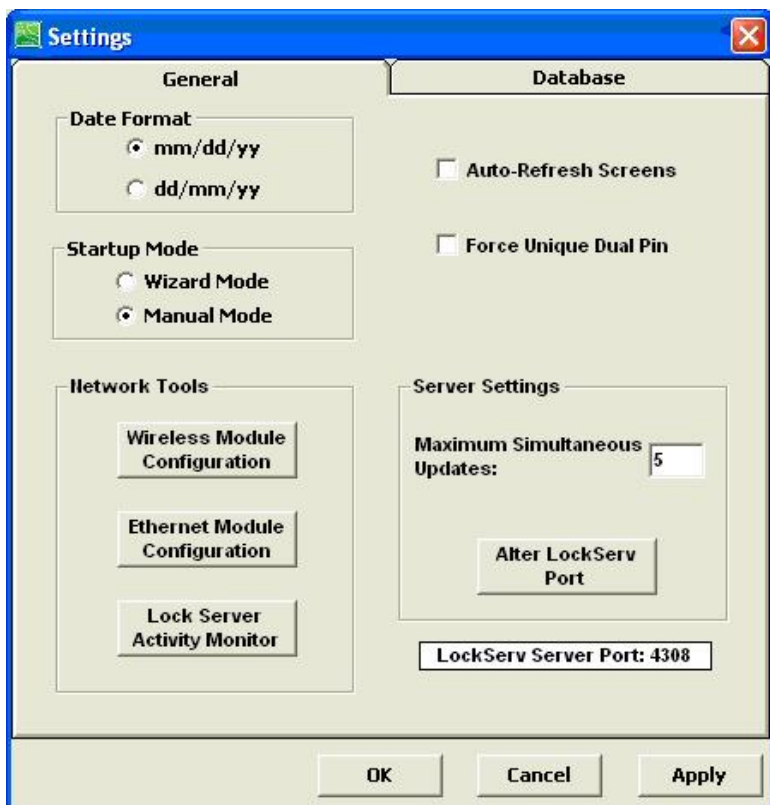 Settings
General
Database
Date Format
mm/dd/yy
dd/mm/yy
Auto-Refresh Screens
Force Unique Dual Pin
Startup Mode
Wizard Mode
Manual Mode
Network Tools
Wireless Module
Configuration
Ethernet Module
Configuration
Lock Server
Activity Monitor
Server Settings
Maximum Simultaneous
Updates:
5
Alter LockServ
Port
LockServ Server Port: 4308
OK
Cancel
Apply